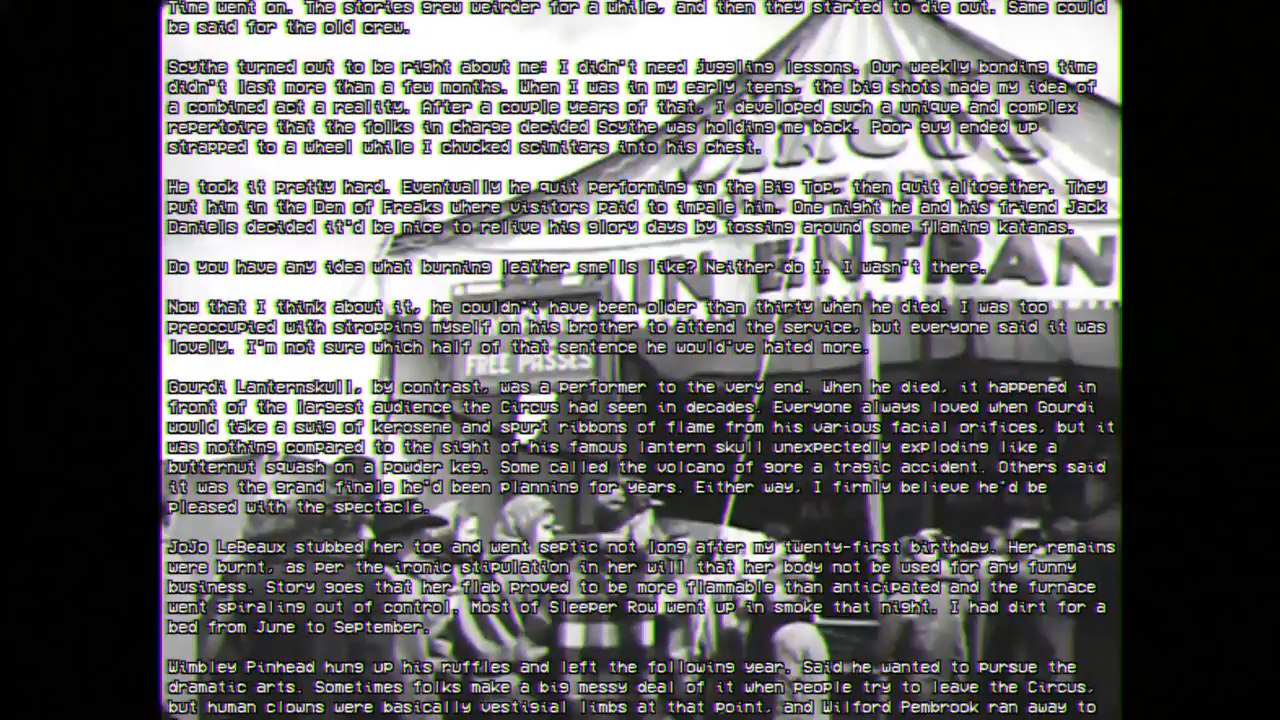 Time went on. The stories grew weirder for a while, and then they started to die out. Same could
be said for the old crew.
Scythe turned out to be right about me: I didn't need juggling lessons. Our weekly bonding time
didn't last more than a few months. When I was in my early teens, the big shots made my idea of
a combined act a reality. After a couple years of that, I developed such a unique and complex
repertoire that the folks in charge decided Scythe was holding me back. Poor guy ended up
strapped to a wheel while I chucked scimitars into his chest.
He took it pretty hard. Eventually he quit performing in the Big Top, then quit altogether. They
put him in the Den of Freaks where visitors paid to impale him. One night he and his friend Jack
Daniels decided it'd be nice to relive his glory days by tossing around some flaming katanas.
Do you have any idea what burning leather smells like? Neither do I. I wasn't there.
Now that I think about it, he couldn't have been older than thirty when he died. I was too
preoccupied with stropping myself on his brother to attend the service, but everyone said it was
lovely. I'm not sure which half of that sentence he would've hated more.
Gourdi Lanternskull, by contrast, was a performer to the very end. When he died, it happened in
front of the largest audience the Circus had seen in decades. Everyone always loved when Gourdi
would take a swig of kerosene and spurt ribbons of flame from his various facial orifices, but it
was nothing compared to the sight of his famous lantern skull unexpectedly exploding like a
butternut squash on a powder keg. Some called the volcano of gore a tragic accident. Others said
it was the grand finale he'd been planning for years. Either way, I firmly believe he'd be
pleased with the spectacle.
JoJo LeBeaux stubbed her toe and went septic not long after my twenty-first birthday. Her remains
were burnt, as per the ironic stipulation in her will that her body not be used for any funny
business. Story goes that her flab proved to be more flammable than anticipated and the furnace
went spiraling out of control. Most of Sleeper Row went up in smoke that night. I had dirt for a
bed from June to September.
Wimbley Pinhead hung up his ruffles and left the following year. Said he wanted to pursue the
dramatic arts. Sometimes folks make a big messy deal of it when people try to leave the Circus,
but human clowns were basically vestigial limbs at that point, and Wilford Pembrook ran away to
CIRCUS
IN ENTRAN
FREE PASSES